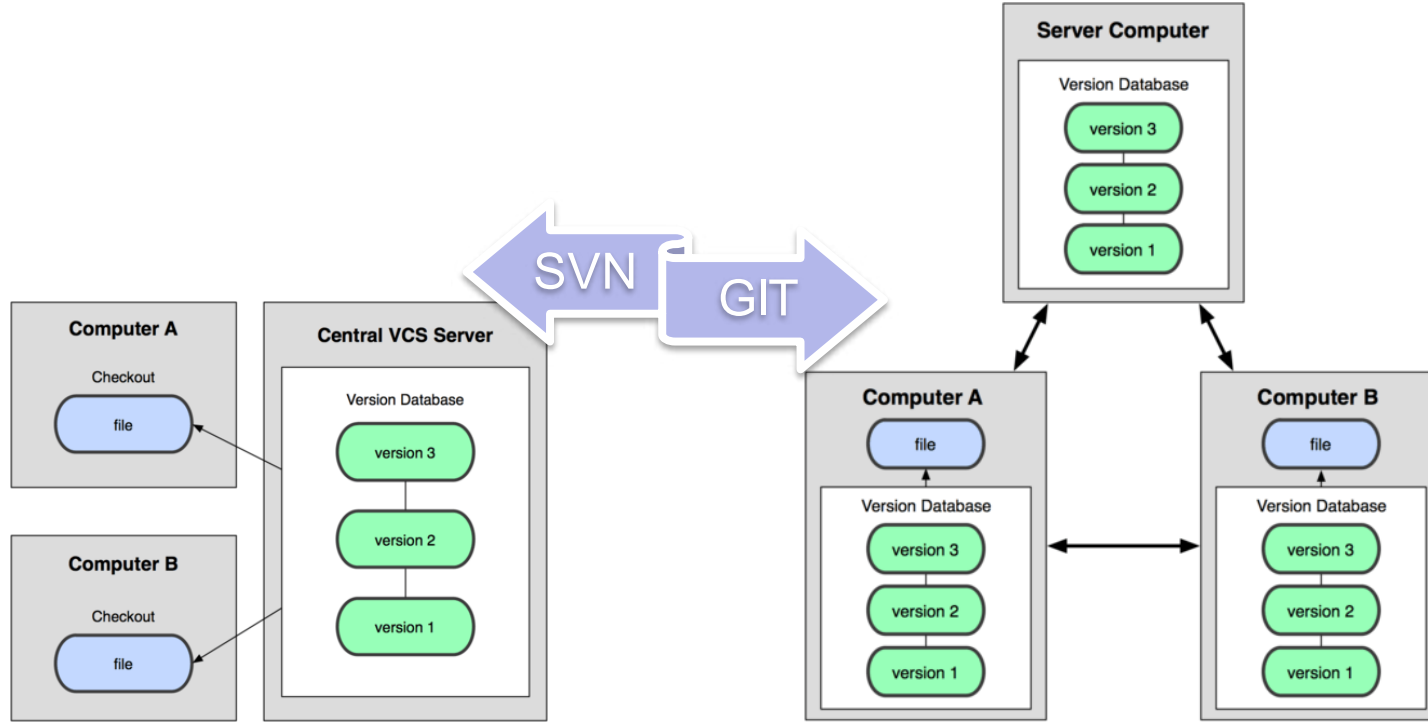 SVN
GIT
Computer A
Checkout
file
Computer B
Checkout
file
Central VCS Server
Version Database
version 3
version 2
version 1
Server Computer
Version Database
version 3
version 2
version 1
Computer A
file
Version Database
version 3
version 2
version 1
Computer B
file
Version Database
version 3
version 2
version 1